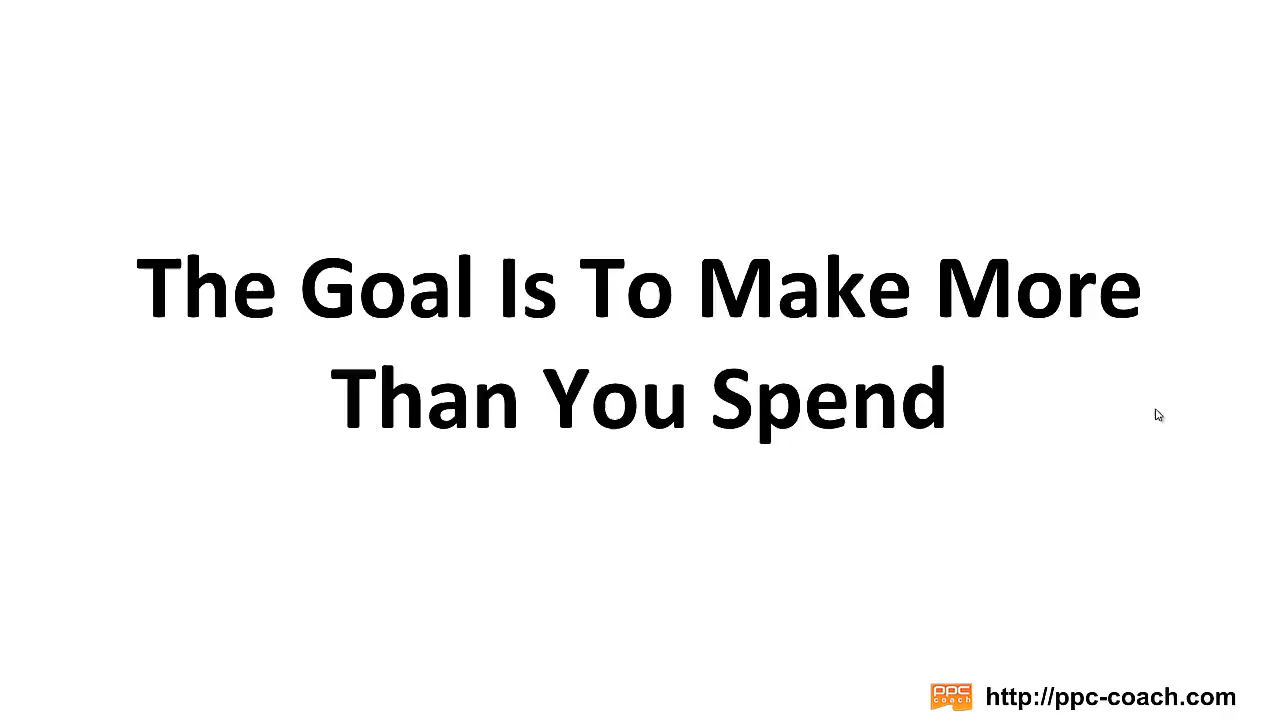 The Goal Is To Make More
Than You Spend
PPC
coach
http://ppc-coach.com